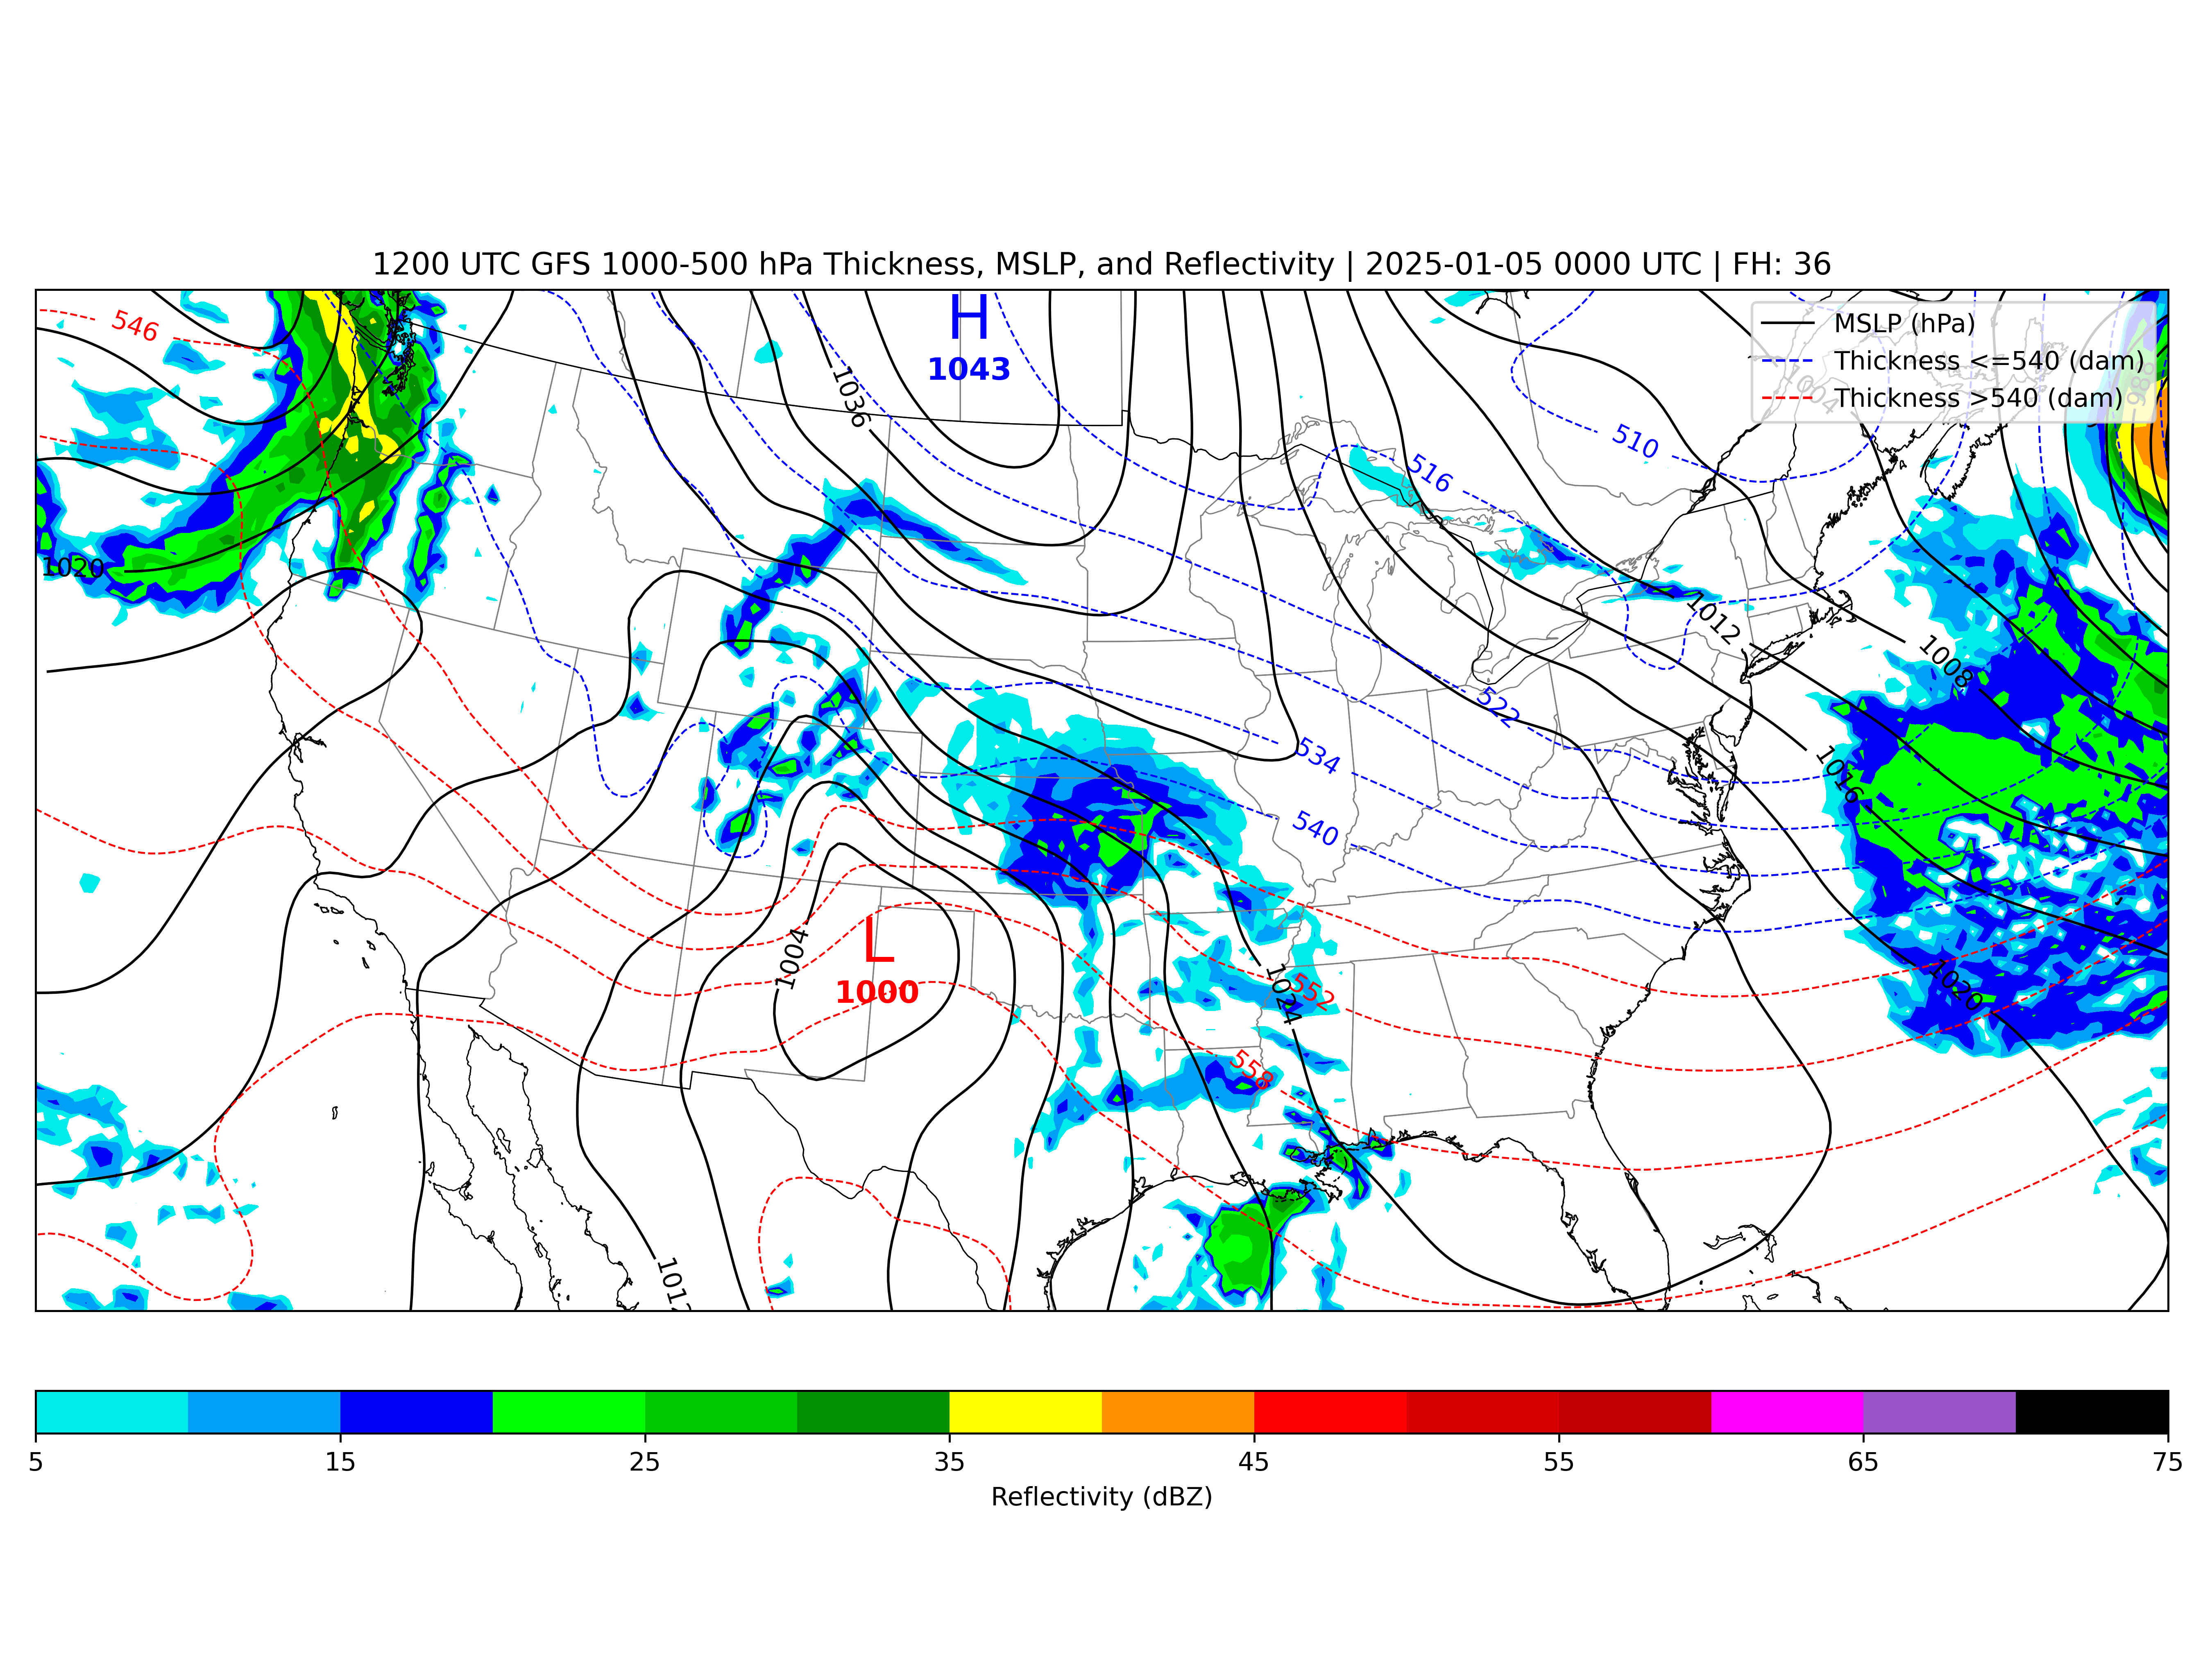 1200 UTC GFS 1000-500 hPa Thickness, MSLP, and Reflectivity | 2025-01-05 0000 UTC | FH: 36
H
1043
MSLP (hPa)
Thickness <=540 (dam)
Thickness >540 (dam)
546
1036
1004
988
510
516
1020
1012
1008
522
534
1016
540
L
1000
1004
1024
552
1020
558
1012
5 15 25 35 45 55 65 75
Reflectivity (dBZ)